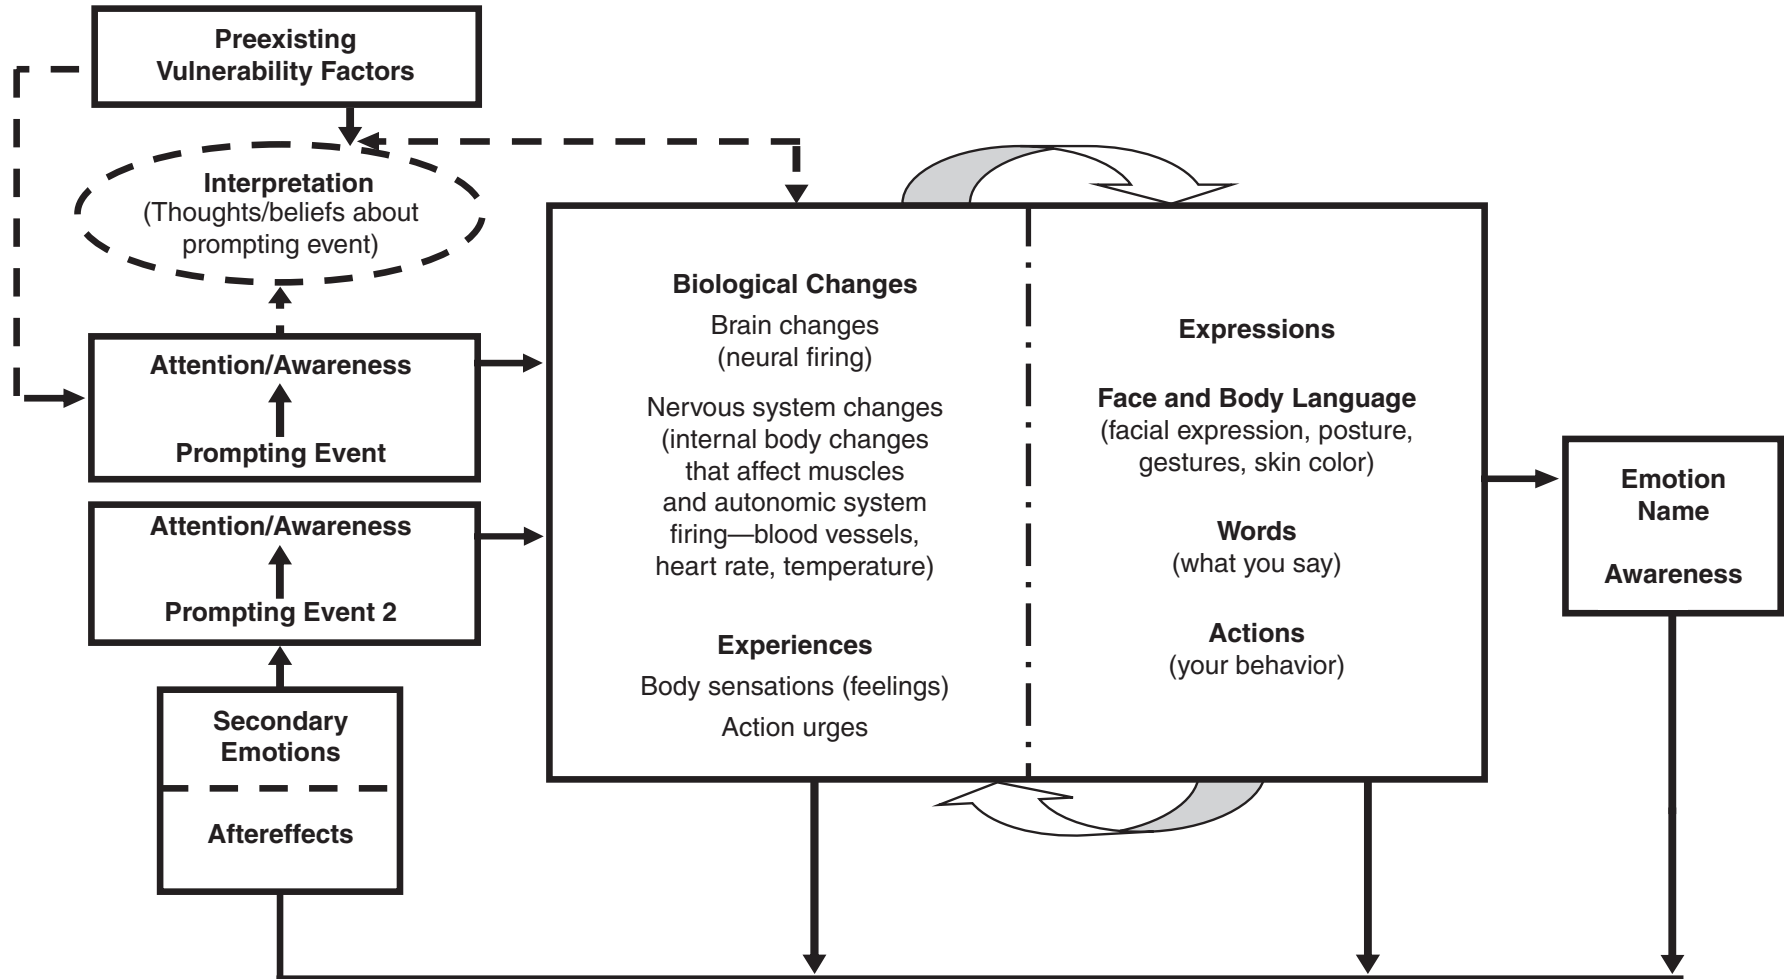 Preexisting
Vulnerability Factors
Interpretation
(Thoughts/beliefs about
prompting event)
Attention/Awareness
Prompting Event
Attention/Awareness
Prompting Event 2
Secondary
Emotions
Aftereffects
Biological Changes
Brain changes
(neural firing)
Nervous system changes
(internal body changes
that affect muscles
and autonomic system
firing—blood vessels,
heart rate, temperature)
Experiences
Body sensations (feelings)
Action urges
Expressions
Face and Body Language
(facial expression, posture,
gestures, skin color)
Words
(what you say)
Actions
(your behavior)
Emotion
Name
Awareness